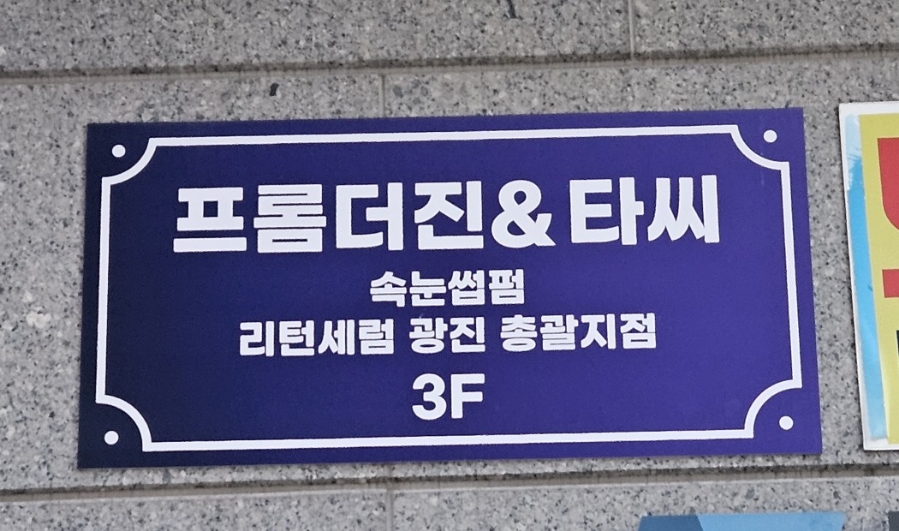 프롬더진&타씨
속눈썹펌
리턴세럼 광진 총괄지점
3F